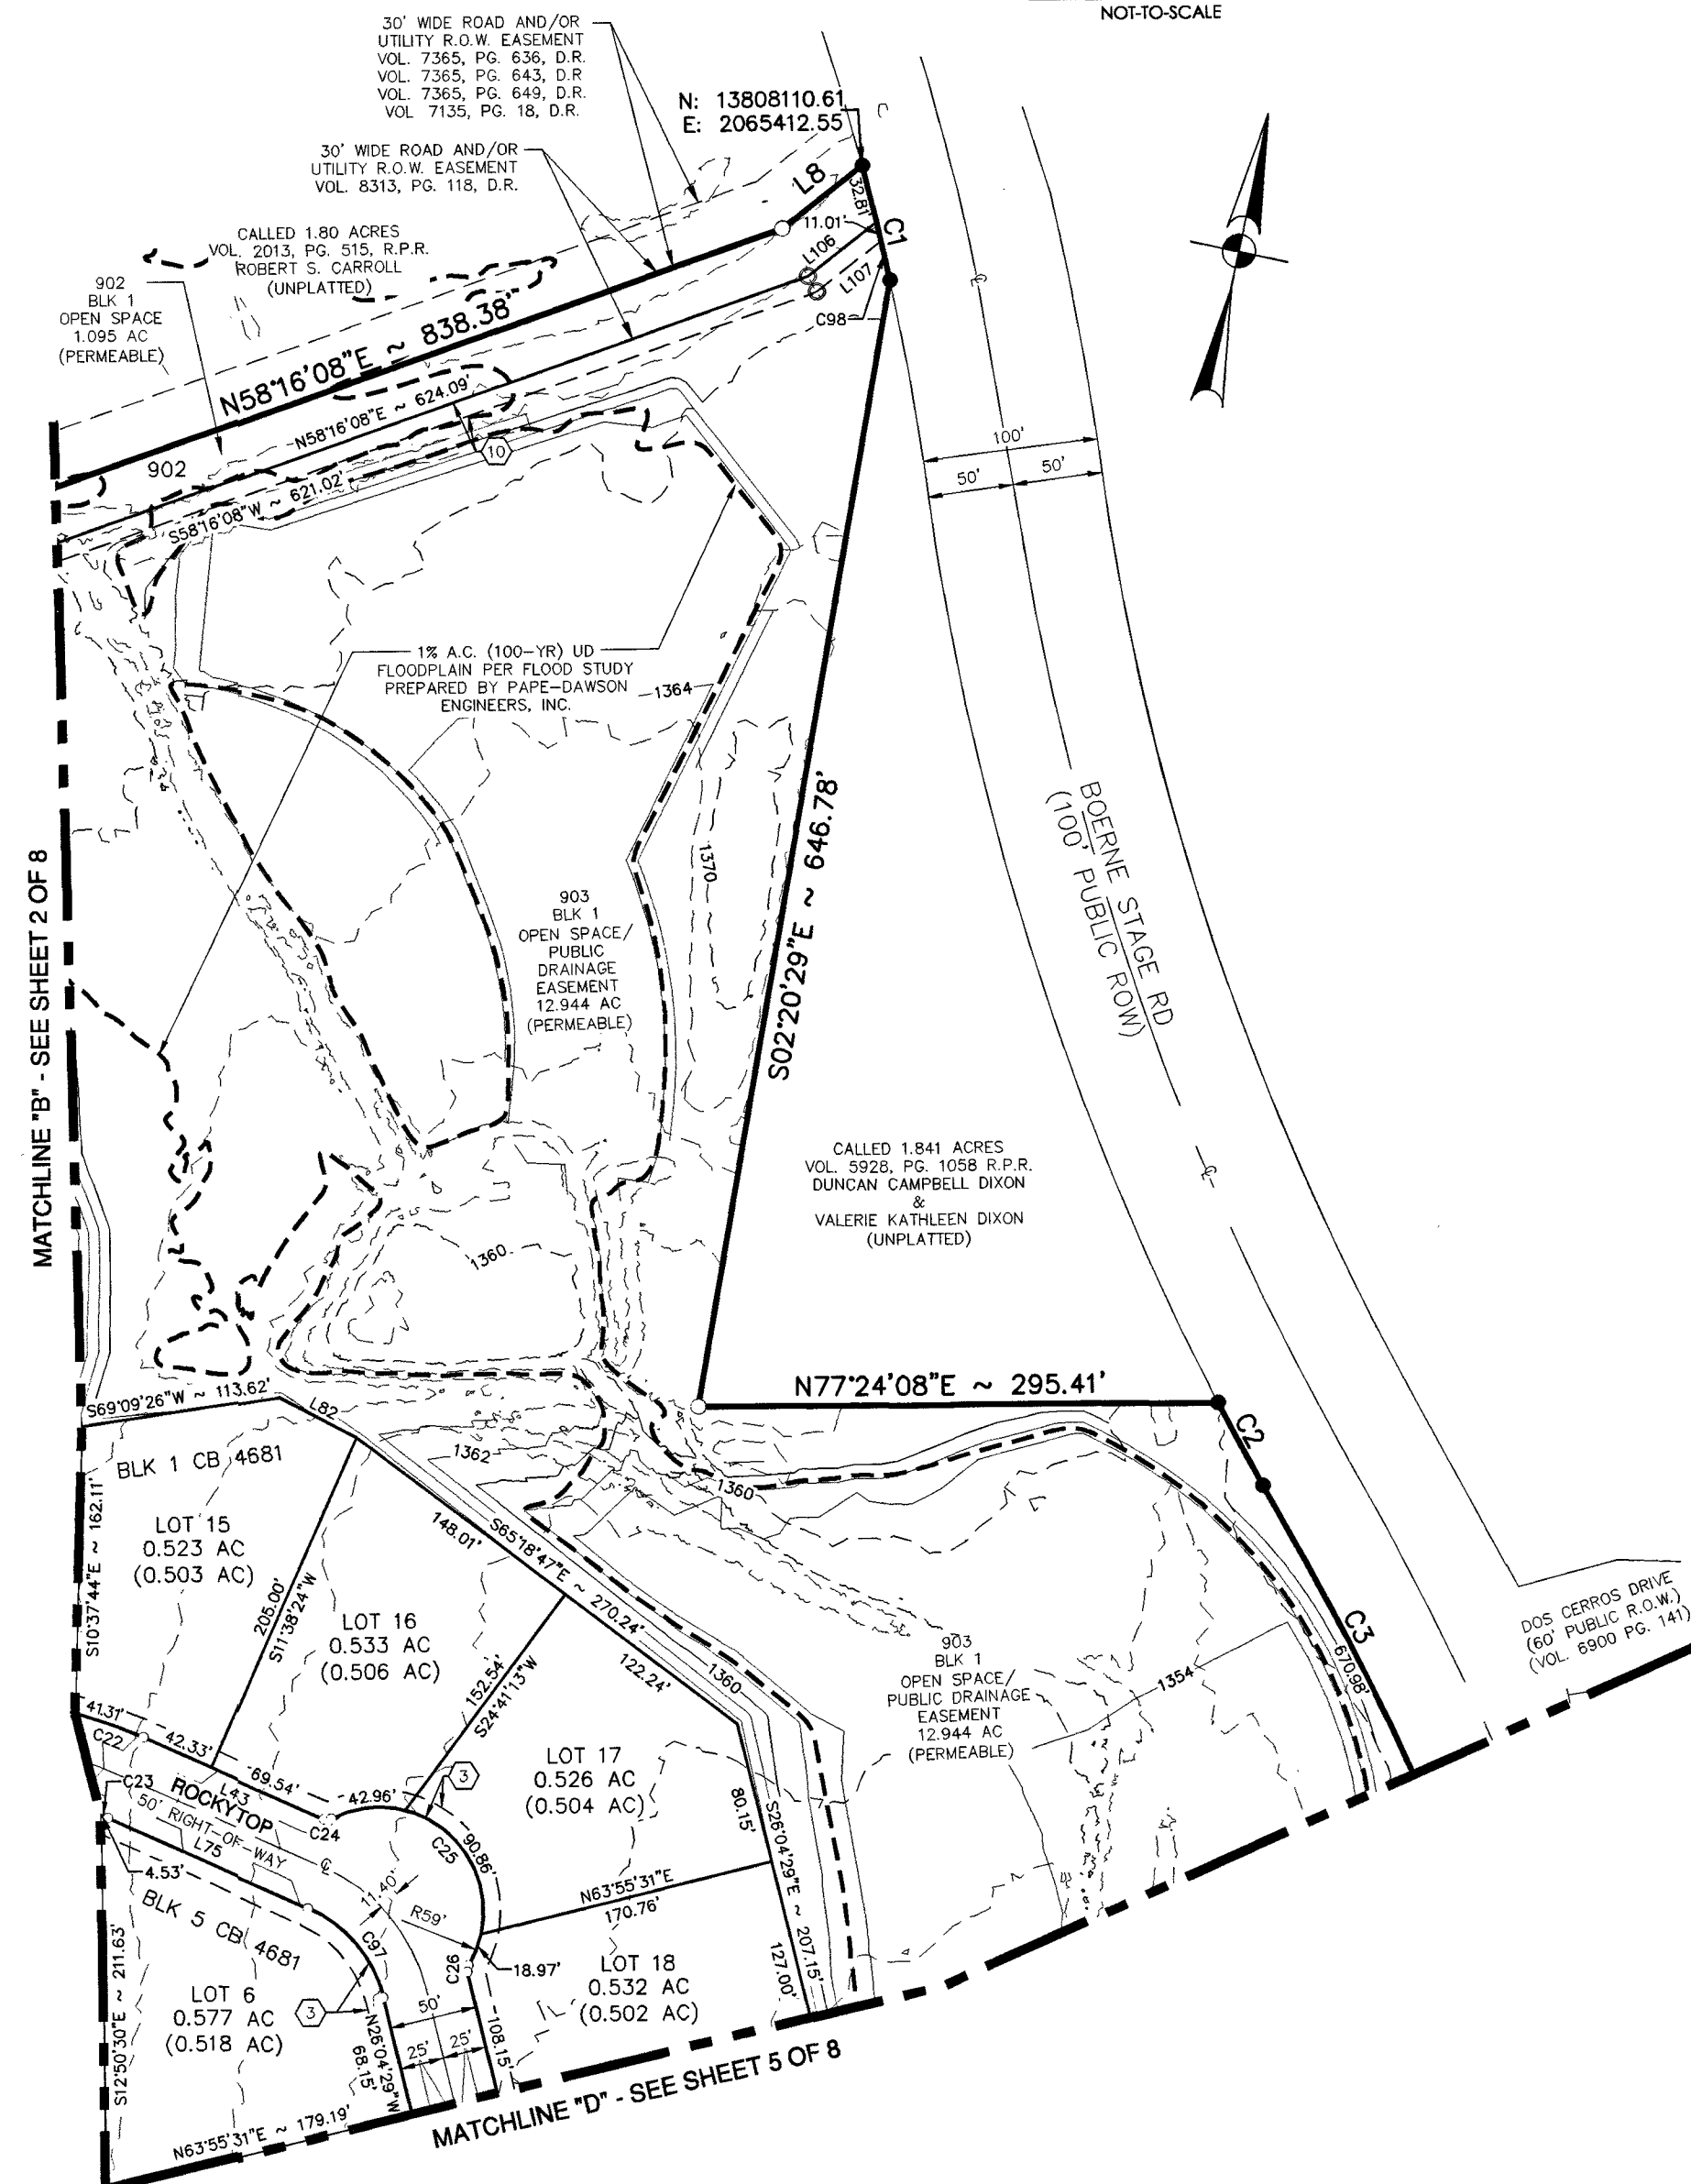 NOT-TO-SCALE
30' WIDE ROAD AND/OR
UTILITY R.O.W. EASEMENT
VOL. 7365, PG. 636, D.R.
VOL. 7365, PG. 643, D.R
VOL. 7365, PG. 649, D.R.
VOL 7135, PG. 18, D.R.
N: 13808110.61
E: 2065412.55
30' WIDE ROAD AND/OR
UTILITY R.O.W. EASEMENT
VOL. 8313, PG. 118, D.R.
L8
32.81'
C1
11.01'
L106
L107
C98
CALLED 1.80 ACRES
VOL. 2013, PG. 515, R.P.R.
ROBERT S. CARROLL
(UNPLATTED)
902
BLK 1
OPEN SPACE
1.095 AC
(PERMEABLE)
N58°16'08"E ~ 838.38'
N58°16'08"E ~ 624.09'
902
10
S58°16'08"W ~ 621.02'
100'
50'
50'
1% A.C. (100-YR) UD
FLOODPLAIN PER FLOOD STUDY
PREPARED BY PAPE-DAWSON
ENGINEERS, INC.
1364
1370
S02°20'29"E ~ 646.78'
BOERNE STAGE RD
(100' PUBLIC ROW)
MATCHLINE "B" - SEE SHEET 2 OF 8
903
BLK 1
OPEN SPACE/
PUBLIC
DRAINAGE
EASEMENT
12.944 AC
(PERMEABLE)
CALLED 1.841 ACRES
VOL. 5928, PG. 1058 R.P.R.
DUNCAN CAMPBELL DIXON
&
VALERIE KATHLEEN DIXON
(UNPLATTED)
1360
N77°24'08"E ~ 295.41'
C2
S69°09'26"W ~ 113.62'
L82
1362
1360
BLK 1 CB 4681
S10°37'44"E ~ 162.11'
LOT 15
0.523 AC
(0.503 AC)
205.00'
S11°38'24"W
148.01'
S65°18'47"E ~ 270.24'
122.24'
LOT 16
0.533 AC
(0.506 AC)
152.54'
S24°41'13"W
1360
903
BLK 1
OPEN SPACE/
PUBLIC DRAINAGE
EASEMENT
12.944 AC
(PERMEABLE)
1354
C3
670.98'
DOS CERROS DRIVE
(60' PUBLIC R.O.W.)
(VOL. 6900 PG. 141)
41.31'
C22
42.33'
69.54'
L43
C23
ROCKYTOP
50' RIGHT-OF-WAY
L75
C24
42.96'
3
C25
90.86'
LOT 17
0.526 AC
(0.504 AC)
80.15'
S26°04'29"E ~ 207.15'
127.00'
4.53'
BLK 5 CB 4681
11.40'
R59'
N63°55'31"E
170.76'
C97
C26
18.97'
LOT 18
0.532 AC
(0.502 AC)
S12°50'30"E ~ 211.63'
LOT 6
0.577 AC
(0.518 AC)
3
N26°04'29"W
68.15'
50'
25'
25'
108.15'
N63°55'31"E ~ 179.19'
MATCHLINE "D" - SEE SHEET 5 OF 8